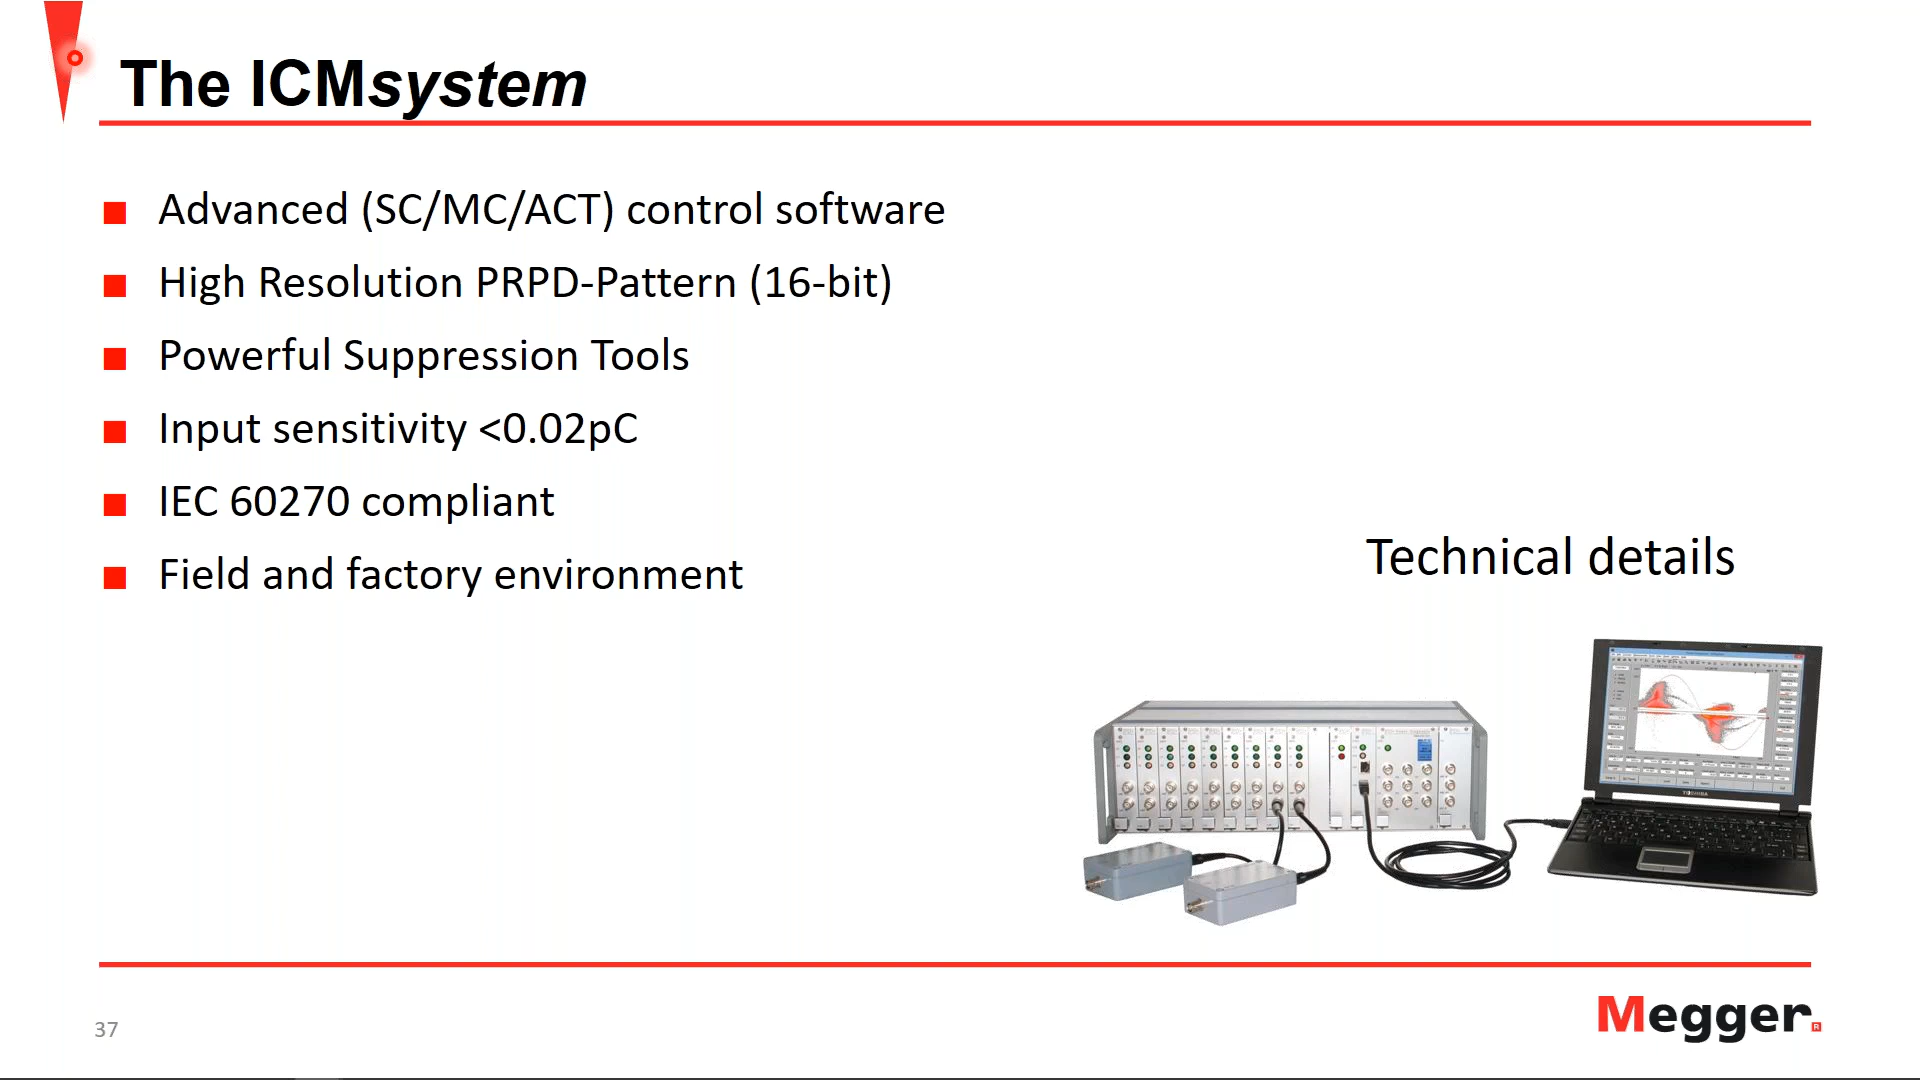 The ICMsystem
Advanced (SC/MC/ACT) control software
High Resolution PRPD-Pattern (16-bit)
Powerful Suppression Tools
Input sensitivity <0.02pC
IEC 60270 compliant
Field and factory environment
Technical details
TOSHIBA
37
Megger®